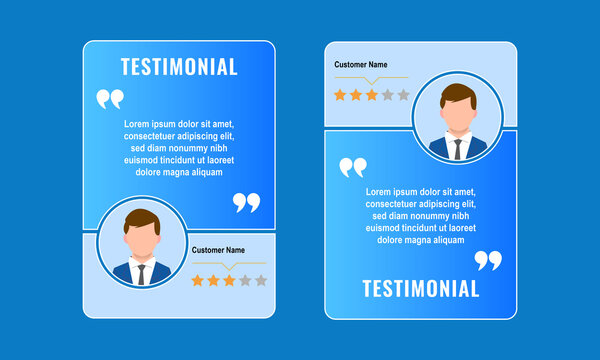 TESTIMONIAL
Lorem ipsum dolor sit amet,
consectetuer adipiscing
elit, sed diam nonummy
nibh euismod tincidunt ut
laoreet dolore magna
aliquam
Customer Name
Customer Name
Lorem ipsum dolor sit amet,
consectetuer adipiscing
elit, sed diam nonummy
nibh euismod tincidunt ut
laoreet dolore magna
aliquam
TESTIMONIAL